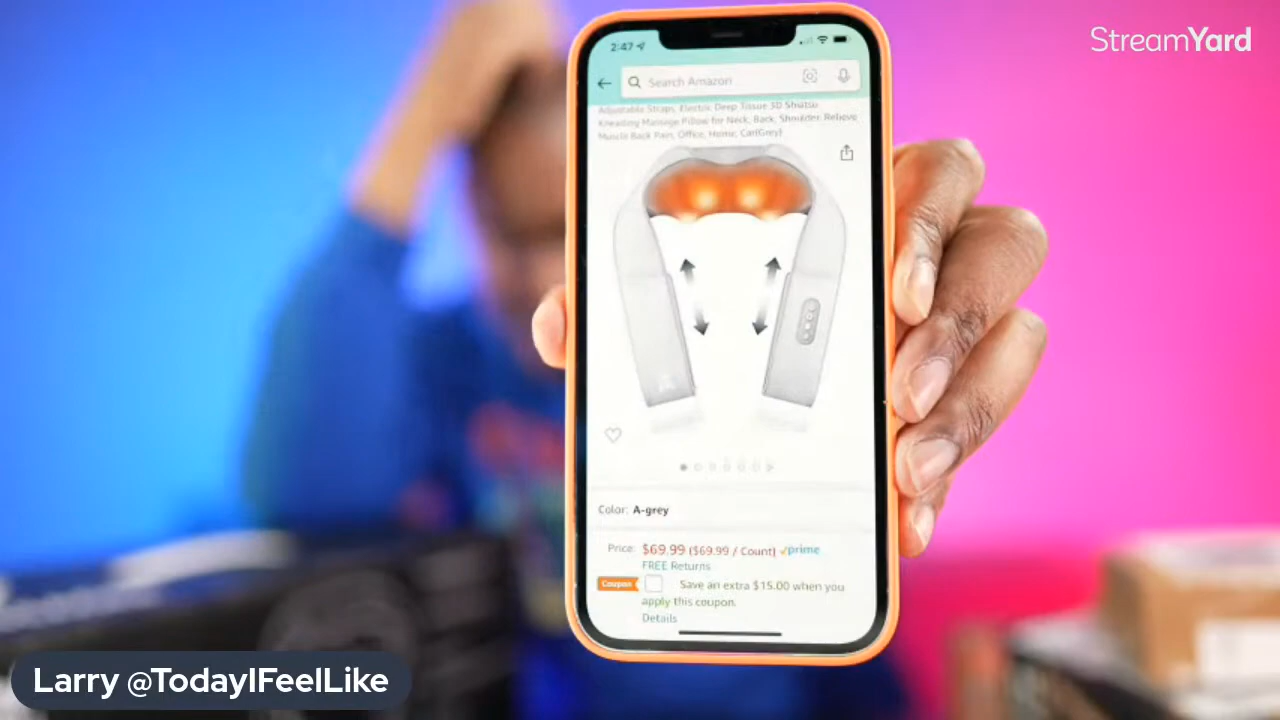 StreamYard
2:47
Search Amazon
Adjustable Straps, Electric Deep Tissue 3D Shiatsu
Kneading Massage Pillow for Neck, Back, Shoulder, Relieve
Muscle Back Pain, Office, Home, Car(Grey)
Color: A-grey
Price: $69.99 ($69.99 / Count) prime
FREE Returns
Coupon Save an extra $15.00 when you
apply this coupon.
Details
Larry @TodayIFeelLike